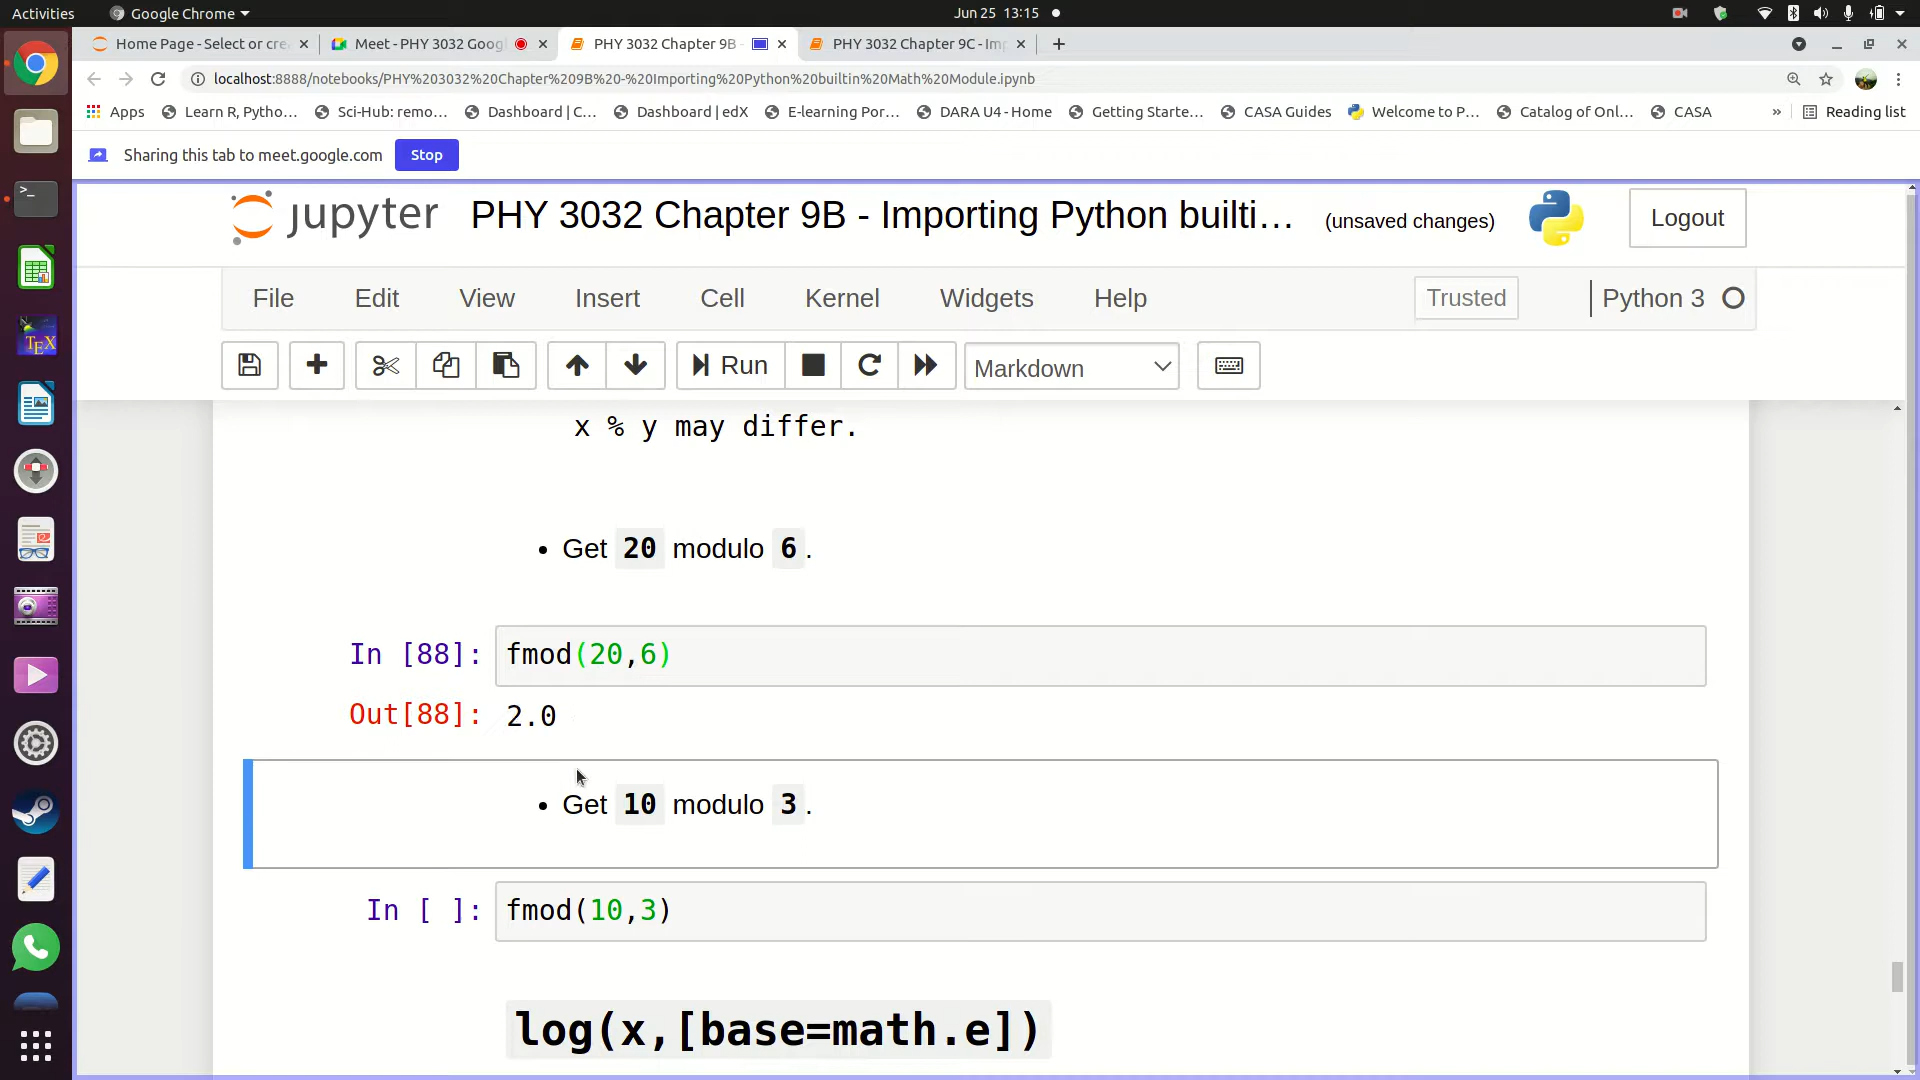 Activities Google Chrome Jun 25 13:15
Home Page - Select or cre
Meet - PHY 3032 Goog
PHY 3032 Chapter 9B -
PHY 3032 Chapter 9C - Im
localhost:8888/notebooks/PHY%203032%20Chapter%209B%20-%20Importing%20Python%20builtin%20Math%20Module.ipynb
Apps Learn R, Pytho... Sci-Hub: remo... Dashboard | C... Dashboard | edX E-learning Por... DARA U4 - Home Getting Starte... CASA Guides Welcome to P... Catalog of Onl... CASA » Reading list
Sharing this tab to meet.google.com Stop
jupyter PHY 3032 Chapter 9B - Importing Python builti... (unsaved changes) Logout
File Edit View Insert Cell Kernel Widgets Help Trusted Python 3
Run Markdown
x % y may differ.
• Get 20 modulo 6.
In [88]: fmod(20,6)
Out[88]: 2.0
• Get 10 modulo 3.
In [ ]: fmod(10,3)
log(x,[base=math.e])